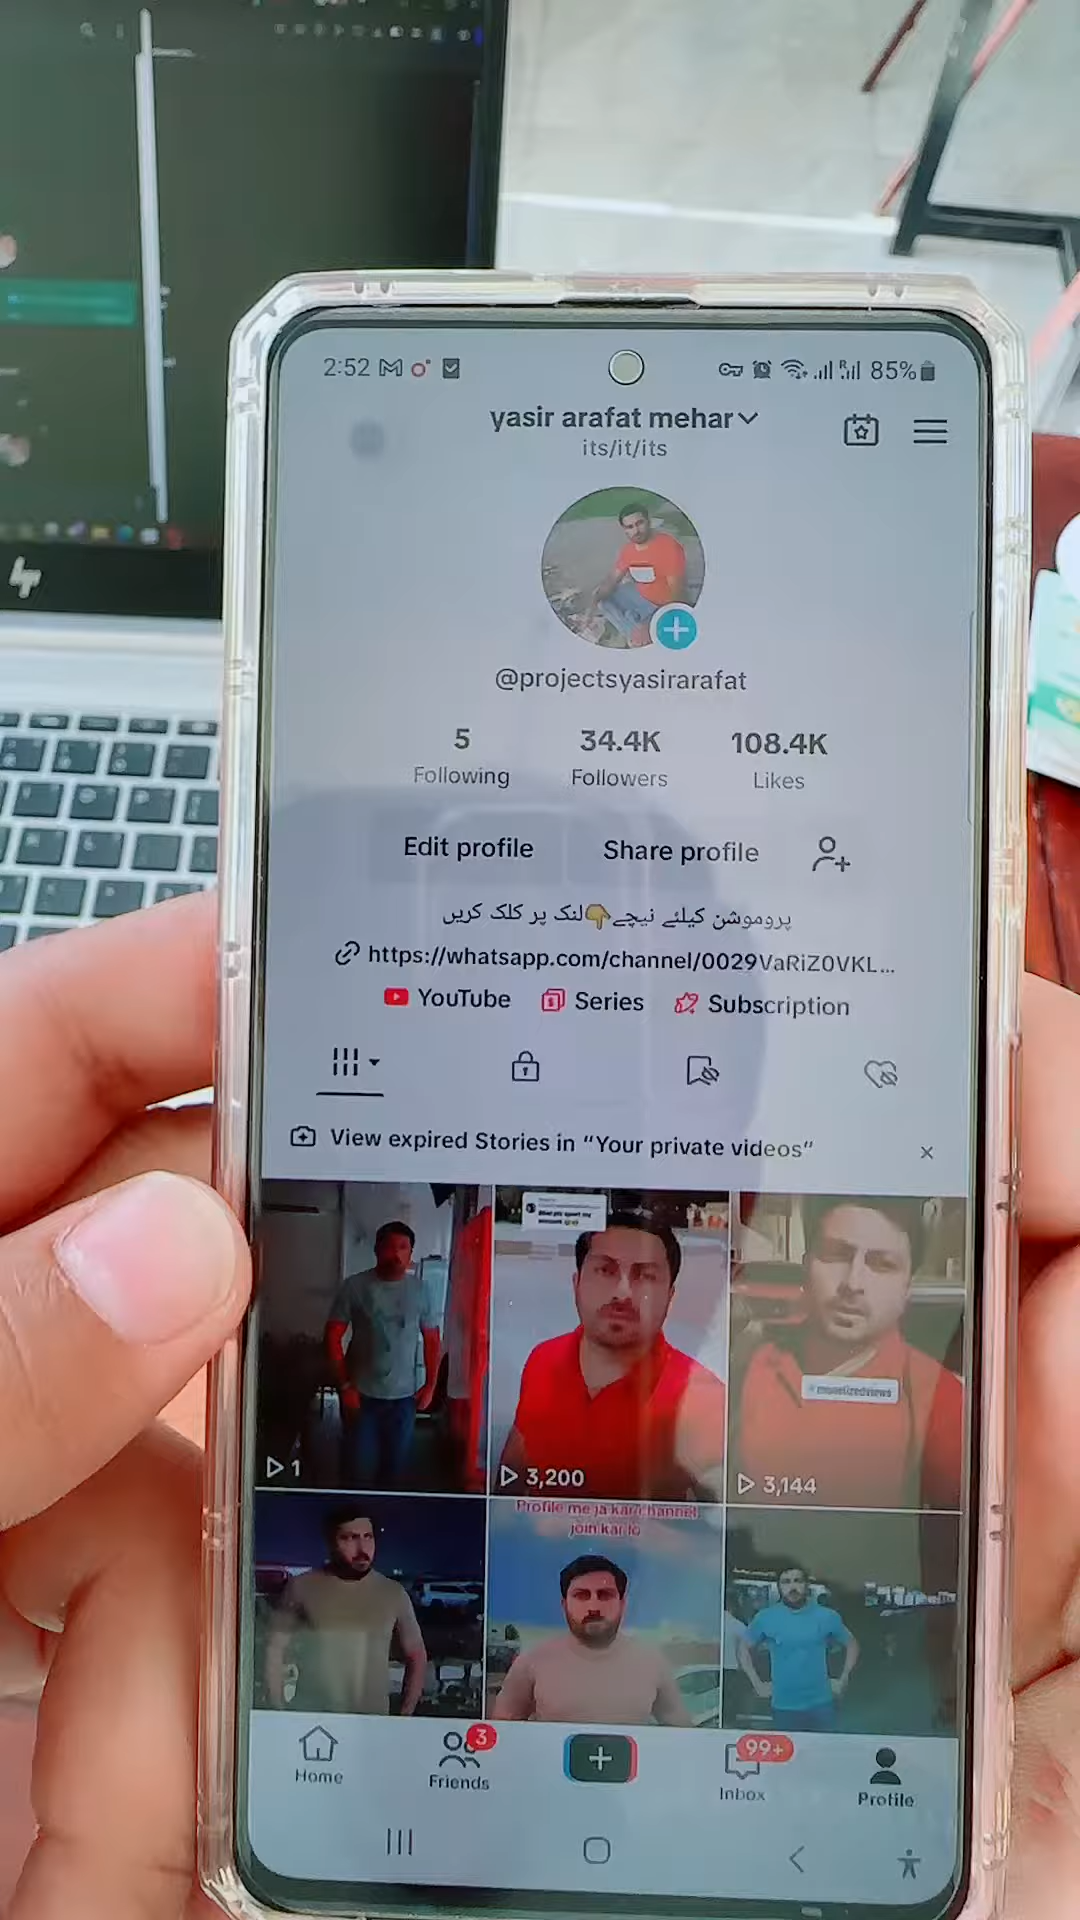 2:52
85%
yasir arafat mehar
its/it/its
@projectsyasirarafat
5 34.4K 108.4K
Following Followers Likes
Edit profile Share profile
پروموشن کیلئے نیچے👇لنک پر کلک کریں
https://whatsapp.com/channel/0029VaRiZ0VKL...
YouTube Series Subscription
View expired Stories in “Your private videos”
monetizedviews
1 3,200 3,144
Profile me ja kar channel
join kar lo
3 99+
Home Friends Inbox Profile
hp